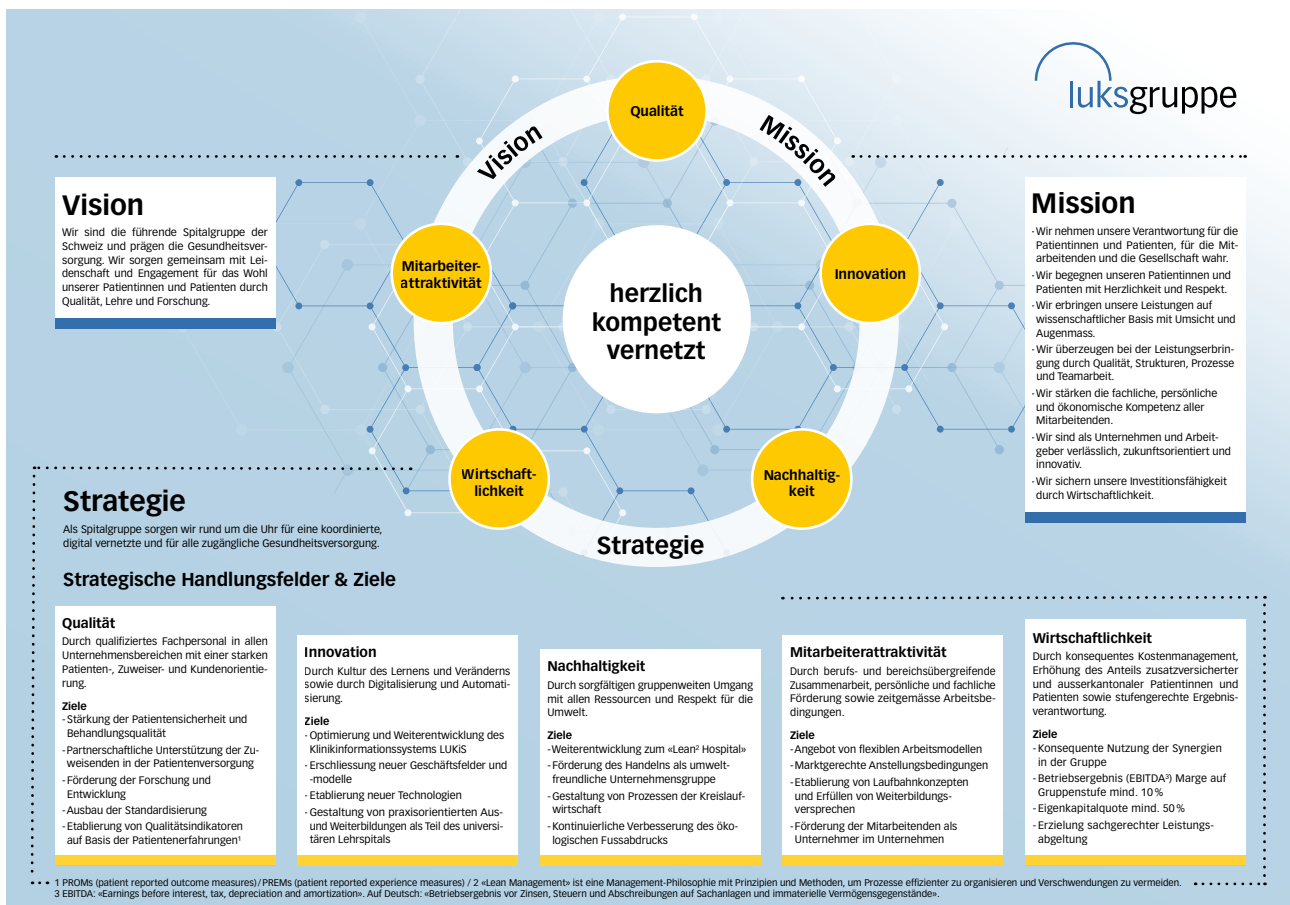 luksgruppe
Qualität
Vision
Mission
Mitarbeiter-
attraktivität
Innovation
herzlich
kompetent
vernetzt
Wirtschaft-
lichkeit
Nachhaltig-
keit
Strategie
Vision
Wir sind die führende Spitalgruppe der
Schweiz und prägen die Gesundheitsver-
sorgung. Wir sorgen gemeinsam mit Lei-
denschaft und Engagement für das Wohl
unserer Patientinnen und Patienten durch
Qualität, Lehre und Forschung.
Mission
- Wir nehmen unsere Verantwortung für die
Patientinnen und Patienten, für die Mit-
arbeitenden und die Gesellschaft wahr.
- Wir begegnen unseren Patientinnen und
Patienten mit Herzlichkeit und Respekt.
- Wir erbringen unsere Leistungen auf
wissenschaftlicher Basis mit Umsicht und
Augenmass.
- Wir überzeugen bei der Leistungserbrin-
gung durch Qualität, Strukturen, Prozesse
und Teamarbeit.
- Wir stärken die fachliche, persönliche
und ökonomische Kompetenz aller
Mitarbeitenden.
- Wir sind als Unternehmen und Arbeit-
geber verlässlich, zukunftsorientiert und
innovativ.
- Wir sichern unsere Investitionsfähigkeit
durch Wirtschaftlichkeit.
Strategie
Als Spitalgruppe sorgen wir rund um die Uhr für eine koordinierte,
digital vernetzte und für alle zugängliche Gesundheitsversorgung.
Strategische Handlungsfelder & Ziele
Qualität
Durch qualifiziertes Fachpersonal in allen
Unternehmensbereichen mit einer starken
Patienten-, Zuweiser- und Kundenorientie-
rung.
Ziele
- Stärkung der Patientensicherheit und
Behandlungsqualität
- Partnerschaftliche Unterstützung der Zu-
weisenden in der Patientenversorgung
- Förderung der Forschung und
Entwicklung
- Ausbau der Standardisierung
- Etablierung von Qualitätsindikatoren
auf Basis der Patientenerfahrungen¹
Innovation
Durch Kultur des Lernens und Veränderns
sowie durch Digitalisierung und Automati-
sierung.
Ziele
- Optimierung und Weiterentwicklung des
Klinikinformationssystems LUKiS
- Erschliessung neuer Geschäftsfelder und
-modelle
- Etablierung neuer Technologien
- Gestaltung von praxisorientierten Aus-
und Weiterbildungen als Teil des universi-
tären Lehrspitals
Nachhaltigkeit
Durch sorgfältigen gruppenweiten Umgang
mit allen Ressourcen und Respekt für die
Umwelt.
Ziele
- Weiterentwicklung zum «Lean² Hospital»
- Förderung des Handelns als umwelt-
freundliche Unternehmensgruppe
- Gestaltung von Prozessen der Kreislauf-
wirtschaft
- Kontinuierliche Verbesserung des öko-
logischen Fussabdrucks
Mitarbeiterattraktivität
Durch berufs- und bereichsübergreifende
Zusammenarbeit, persönliche und fachliche
Förderung sowie zeitgemässe Arbeitsbe-
dingungen.
Ziele
- Angebot von flexiblen Arbeitsmodellen
- Marktgerechte Anstellungsbedingungen
- Etablierung von Laufbahnkonzepten
und Erfüllen von Weiterbildungs-
versprechen
- Förderung der Mitarbeitenden als
Unternehmer im Unternehmen
Wirtschaftlichkeit
Durch konsequentes Kostenmanagement,
Erhöhung des Anteils zusatzversicherter
und ausserkantonaler Patientinnen und
Patienten sowie stufengerechte Ergebnis-
verantwortung.
Ziele
- Konsequente Nutzung der Synergien
in der Gruppe
- Betriebsergebnis (EBITDA³) Marge auf
Gruppenstufe mind. 10 %
- Eigenkapitalquote mind. 50 %
- Erzielung sachgerechter Leistungs-
abgeltung
1 PROMs (patient reported outcome measures)/PREMs (patient reported experience measures) / 2 «Lean Management» ist eine Management-Philosophie mit Prinzipien und Methoden, um Prozesse effizienter zu organisieren und Verschwendungen zu vermeiden.
3 EBITDA: «Earnings before interest, tax, depreciation and amortization». Auf Deutsch: «Betriebsergebnis vor Zinsen, Steuern und Abschreibungen auf Sachanlagen und immaterielle Vermögensgegenstände».